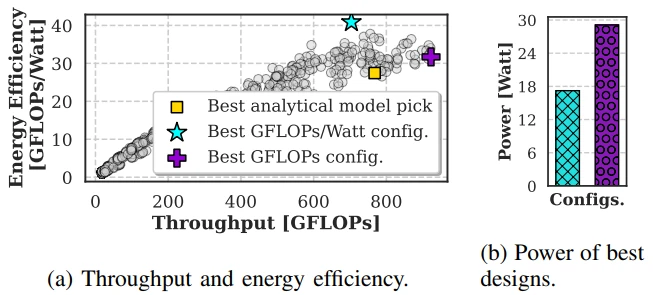 Energy Efficiency
[GFLOPs/Watt]
40
30
20
10
0
Best analytical model pick
Best GFLOPs/Watt config.
Best GFLOPs config.
0 200 400 600 800
Throughput [GFLOPs]
(a) Throughput and energy efficiency.
Power [Watt]
30
24
18
12
6
0
Configs.
(b) Power of best
designs.